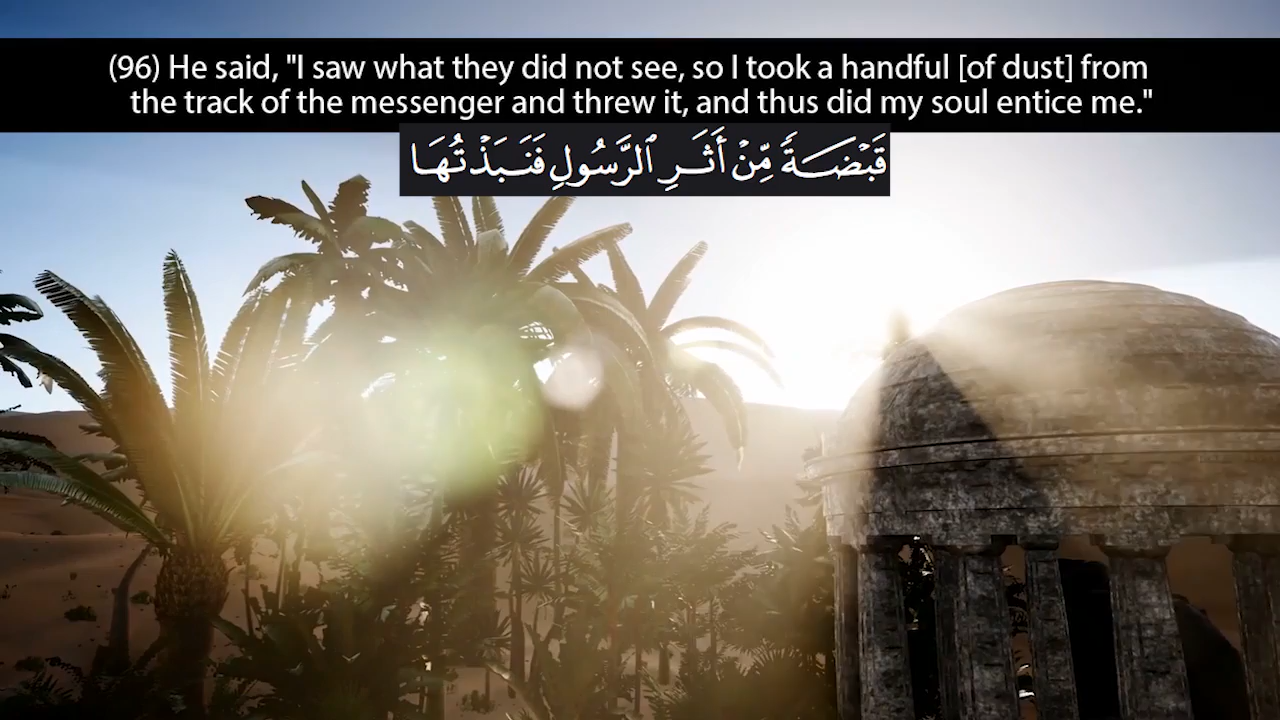 (96) He said, "I saw what they did not see, so I took a handful [of dust] from
the track of the messenger and threw it, and thus did my soul entice me."
قَبۡضَةٗ مِّنۡ أَثَرِ ٱلرَّسُولِ فَنَبَذۡتُهَا